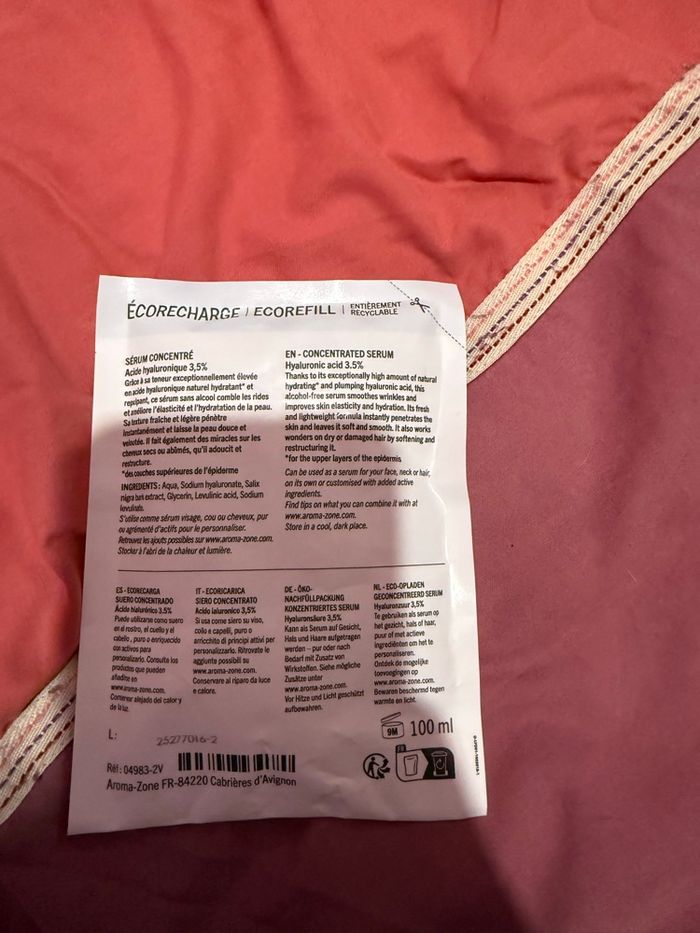 ÉCORECHARGE | ECOREFILL | ENTIÈREMENT RECYCLABLE
SÉRUM CONCENTRÉ
Acide hyaluronique 3,5%
Grâce à sa teneur exceptionnellement élevée
en acide hyaluronique naturel hydratant* et
repulpant, ce sérum sans alcool comble les rides
et améliore l'élasticité et l'hydratation de la peau.
Sa texture fraîche et légère pénètre
instantanément et laisse la peau douce et
veloutée. Il fait également des miracles sur les
cheveux secs ou abîmés, qu'il adoucit et
restructure.
*des couches supérieures de l'épiderme
INGREDIENTS: Aqua, Sodium hyaluronate, Salix
nigra bark extract, Glycerin, Levulinic acid, Sodium
levulinate.
S'utilise comme sérum visage, cou ou cheveux, pur
ou agrémenté d'actifs pour le personnaliser.
Retrouvez les ajouts possibles sur www.aroma-zone.com.
Stocker à l'abri de la chaleur et lumière.
EN - CONCENTRATED SERUM
Hyaluronic acid 3.5%
Thanks to its exceptionally high amount of natural
hydrating* and plumping hyaluronic acid, this
alcohol-free serum smoothes wrinkles and
improves skin elasticity and hydration. Its fresh
and lightweight formula instantly penetrates the
skin and leaves it soft and smooth. It also works
wonders on dry or damaged hair by softening and
restructuring it.
*for the upper layers of the epidermis
Can be used as a serum for your face, neck or hair,
on its own or customised with added active
ingredients.
Find tips on what you can combine it with at
www.aroma-zone.com.
Store in a cool, dark place.
ES - ECORECARGA
SUERO CONCENTRADO
Ácido hialurónico 3.5%
Puede utilizarse como suero
en el rostro, el cuello y el
cabello, puro o enriquecido
con activos para
personalizarlo. Consulte los
productos que pueden
añadirse en
www.aroma-zone.com.
Conservar alejado del calor y
de la luz.
IT - ECORICARICA
SIERO CONCENTRATO
Acido ialuronico 3,5%
Si usa come siero su viso,
collo e capelli, puro o
arricchito di principi attivi per
personalizzarlo. Ritrovate le
aggiunte possibili su
www.aroma-zone.com.
Conservare al riparo da luce
e calore.
DE - ÖKO-
NACHFÜLLPACKUNG
KONZENTRIERTES SERUM
Hyaluronsäure 3,5%
Kann als Serum auf Gesicht,
Hals und Haare aufgetragen
werden – pur oder nach
Bedarf mit Zusatz von
Wirkstoffen. Siehe mögliche
Zusätze unter
www.aroma-zone.com.
Vor Hitze und Licht geschützt
aufbewahren.
NL - ECO-OPLADEN
GECONCENTREERD SERUM
Hyaluronzuur 3,5%
Te gebruiken als serum op
het gezicht, hals of haar,
puur of met actieve
ingrediënten om het te
personaliseren.
Ontdek de mogelijke
toevoegingen op
www.aroma-zone.com.
Bewaren beschermd tegen
warmte en licht.
L: 25277016-2
9M 100 ml
Réf : 04983-2V
FR
Aroma-Zone FR-84220 Cabrières d'Avignon